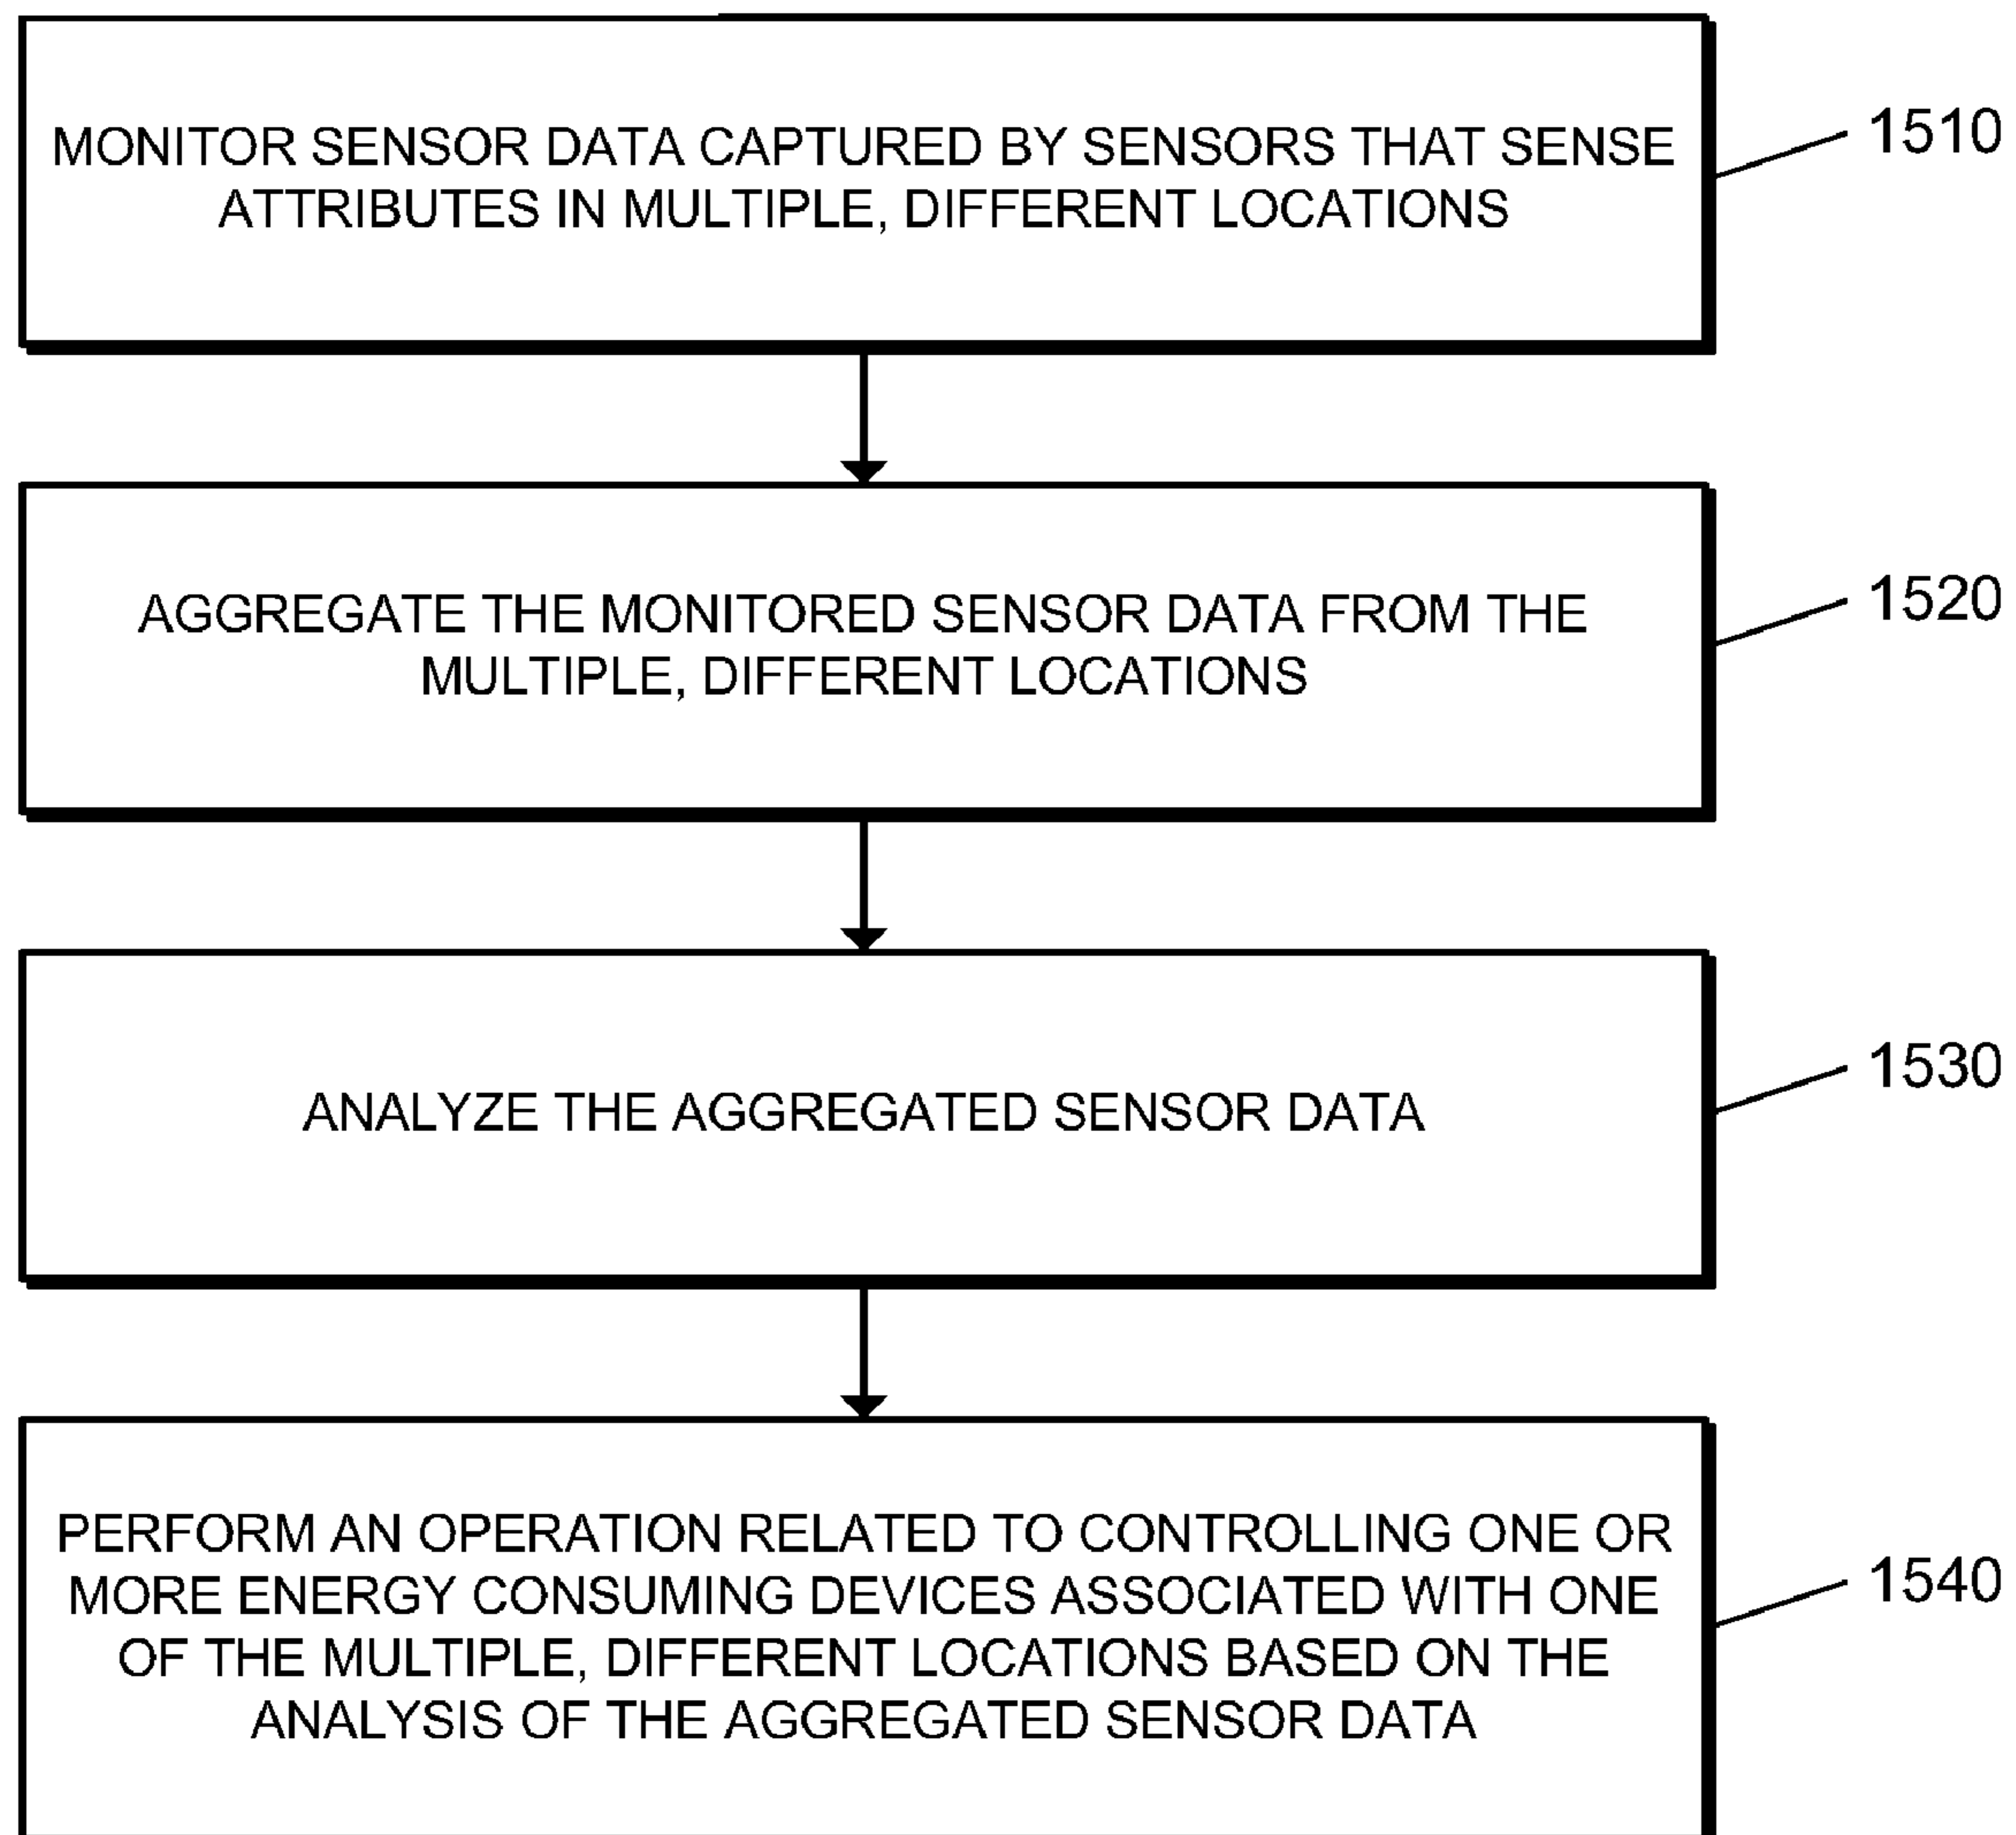 MONITOR SENSOR DATA CAPTURED BY SENSORS THAT SENSE
ATTRIBUTES IN MULTIPLE, DIFFERENT LOCATIONS
1510
AGGREGATE THE MONITORED SENSOR DATA FROM THE
MULTIPLE, DIFFERENT LOCATIONS
1520
ANALYZE THE AGGREGATED SENSOR DATA
1530
PERFORM AN OPERATION RELATED TO CONTROLLING ONE OR
MORE ENERGY CONSUMING DEVICES ASSOCIATED WITH ONE
OF THE MULTIPLE, DIFFERENT LOCATIONS BASED ON THE
ANALYSIS OF THE AGGREGATED SENSOR DATA
1540